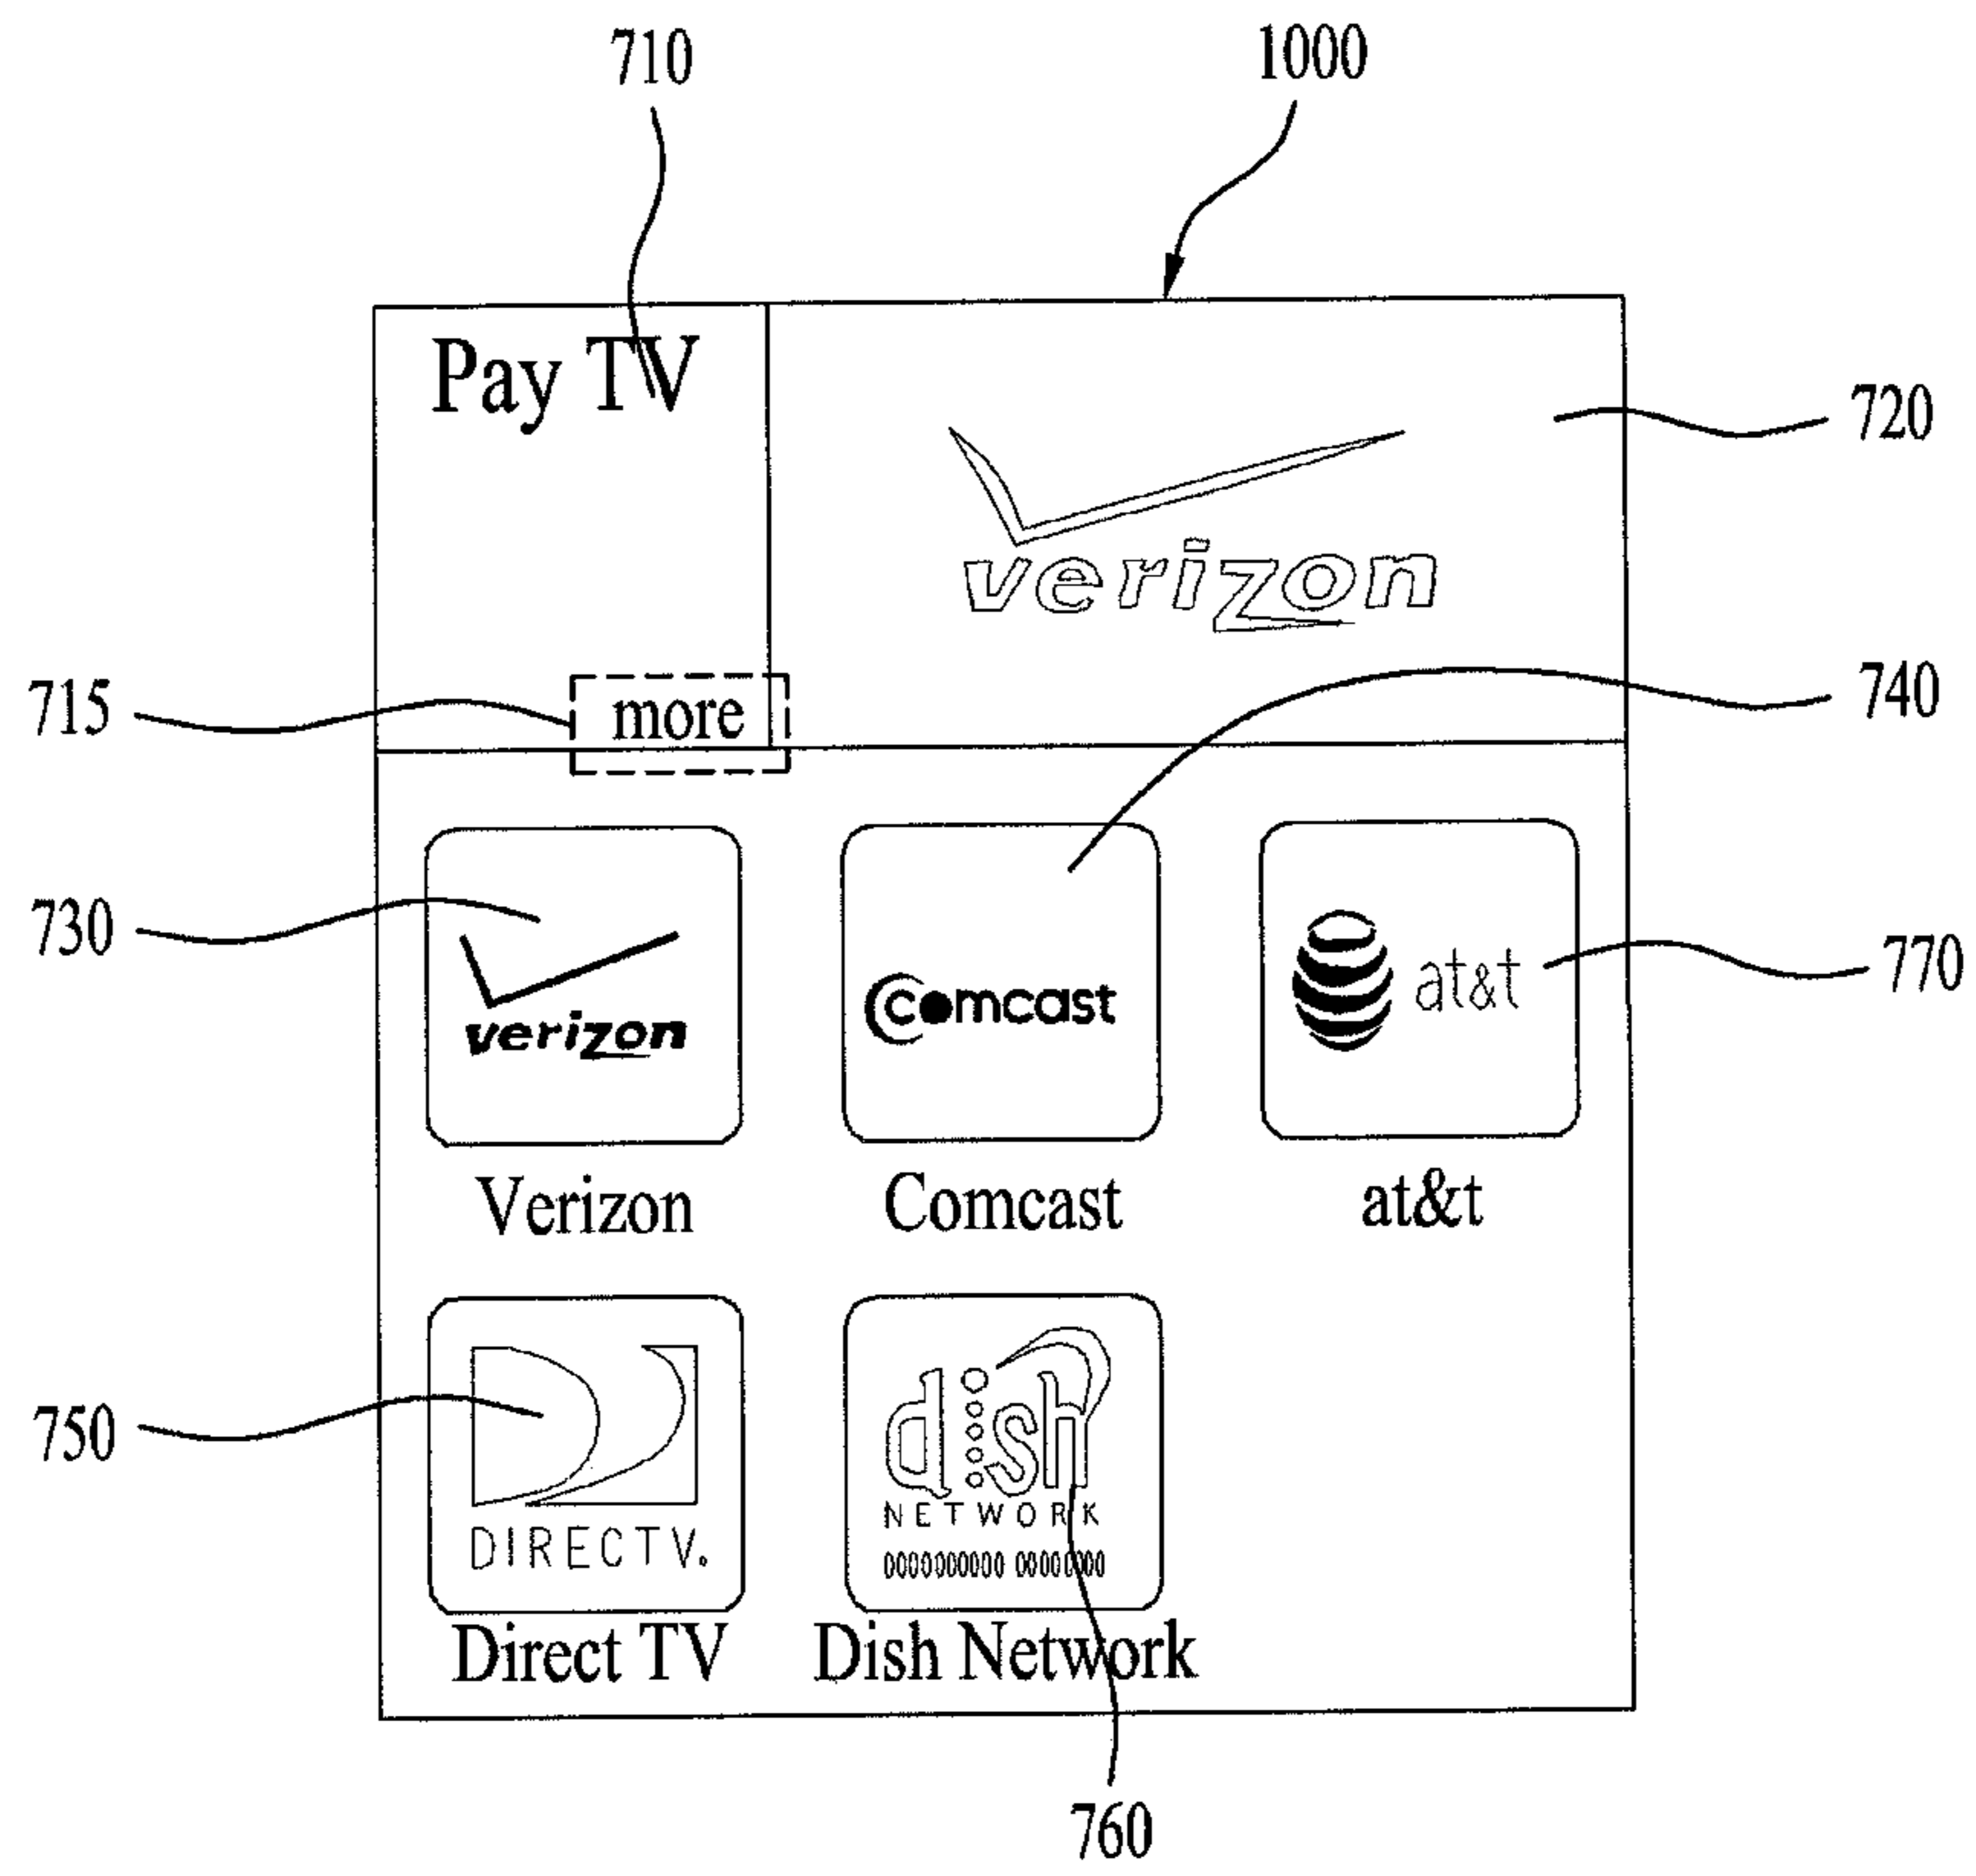 710
1000
Pay TV
720
verizon
715
more
740
730
verizon
comcast
at&t
770
Verizon
Comcast
at&t
750
DIRECTV.
dish
NETWORK
Direct TV
Dish Network
760